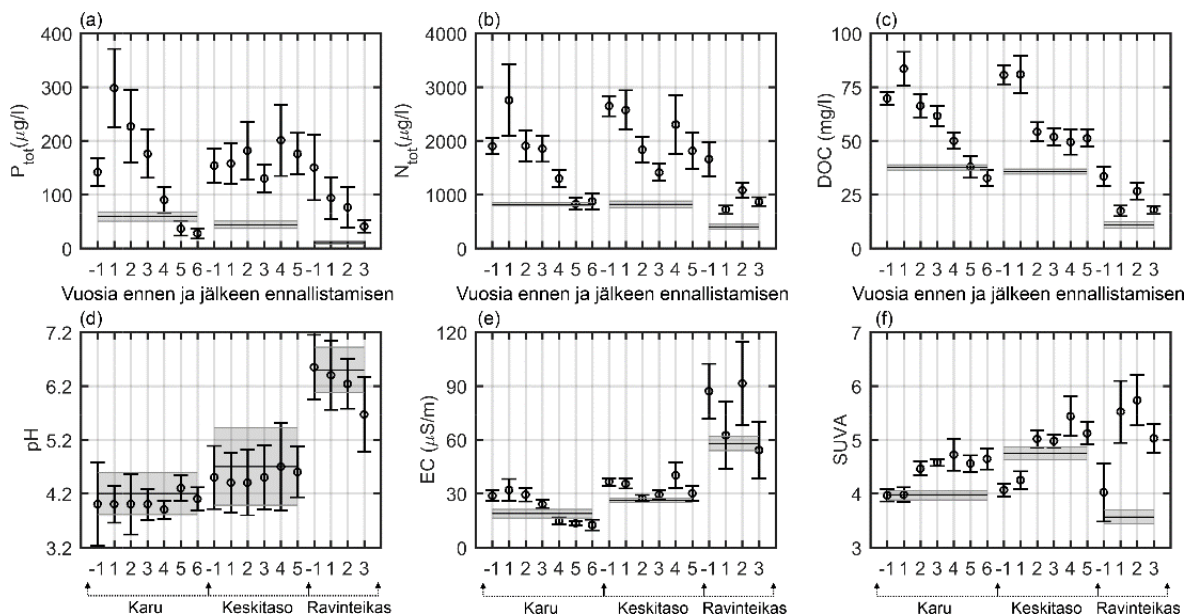 (a)
(b)
(c)
400
300
200
100
0
P_tot(µg/l)
4000
3000
2000
1000
0
N_tot(µg/l)
100
75
50
25
0
DOC (mg/l)
-1 1 2 3 4 5 6 -1 1 2 3 4 5 -1 1 2 3
-1 1 2 3 4 5 6 -1 1 2 3 4 5 -1 1 2 3
-1 1 2 3 4 5 6 -1 1 2 3 4 5 -1 1 2 3
Vuosia ennen ja jälkeen ennallistamisen
Vuosia ennen ja jälkeen ennallistamisen
Vuosia ennen ja jälkeen ennallistamisen
(d)
(e)
(f)
7.2
6.2
5.2
4.2
3.2
pH
120
90
60
30
0
EC (µS/m)
7
6
5
4
3
SUVA
-1 1 2 3 4 5 6 -1 1 2 3 4 5 -1 1 2 3
-1 1 2 3 4 5 6 -1 1 2 3 4 5 -1 1 2 3
-1 1 2 3 4 5 6 -1 1 2 3 4 5 -1 1 2 3
Karu Keskitaso Ravinteikas
Karu Keskitaso Ravinteikas
Karu Keskitaso Ravinteikas